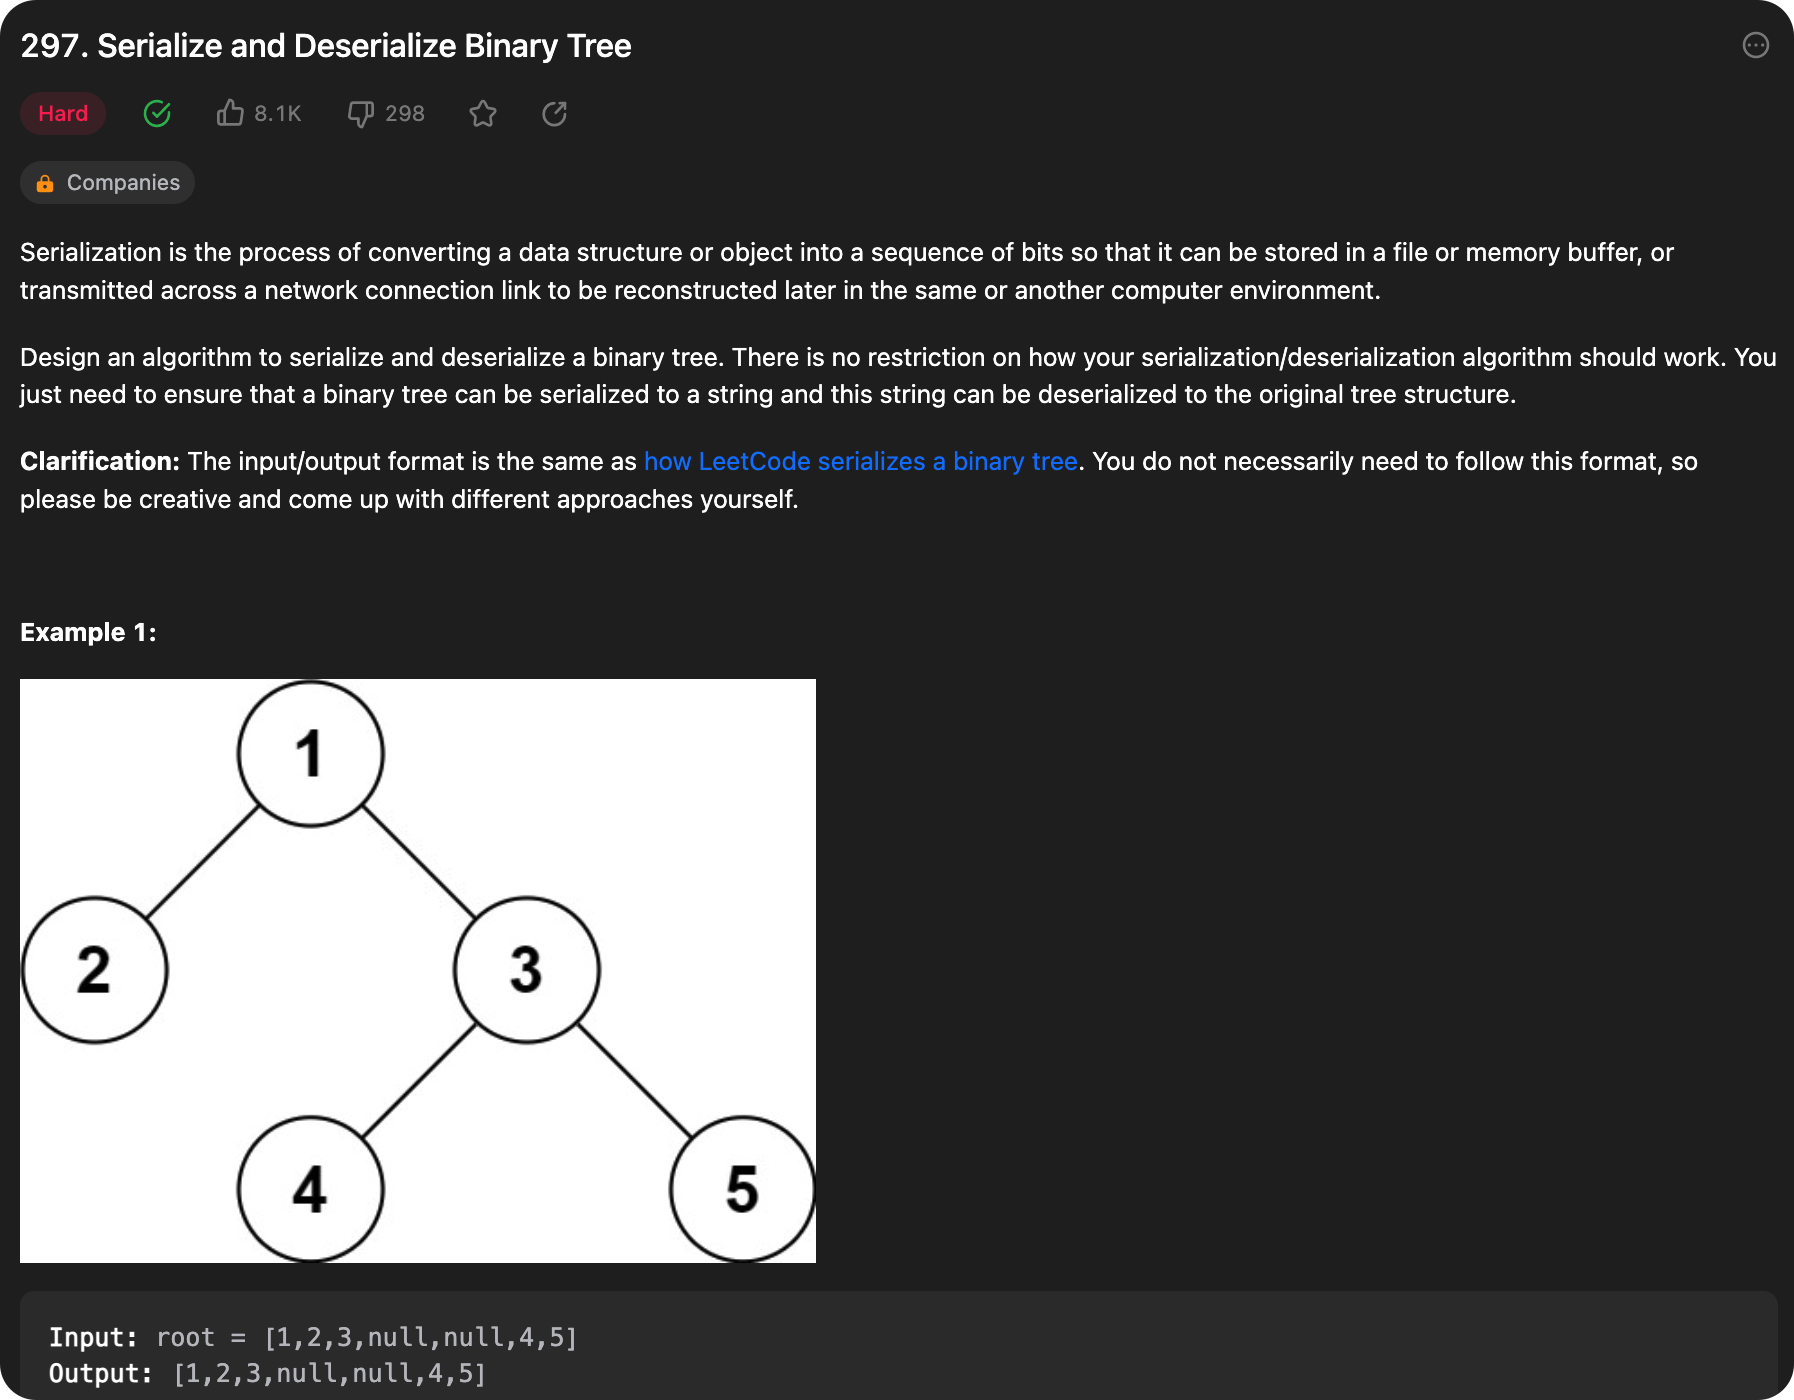 297. Serialize and Deserialize Binary Tree
Hard 8.1K 298
Companies
Serialization is the process of converting a data structure or object into a sequence of bits so that it can be stored in a file or memory buffer, or
transmitted across a network connection link to be reconstructed later in the same or another computer environment.
Design an algorithm to serialize and deserialize a binary tree. There is no restriction on how your serialization/deserialization algorithm should work. You
just need to ensure that a binary tree can be serialized to a string and this string can be deserialized to the original tree structure.
Clarification: The input/output format is the same as how LeetCode serializes a binary tree. You do not necessarily need to follow this format, so
please be creative and come up with different approaches yourself.
Example 1:
1
2 3
4 5
Input: root = [1,2,3,null,null,4,5]
Output: [1,2,3,null,null,4,5]